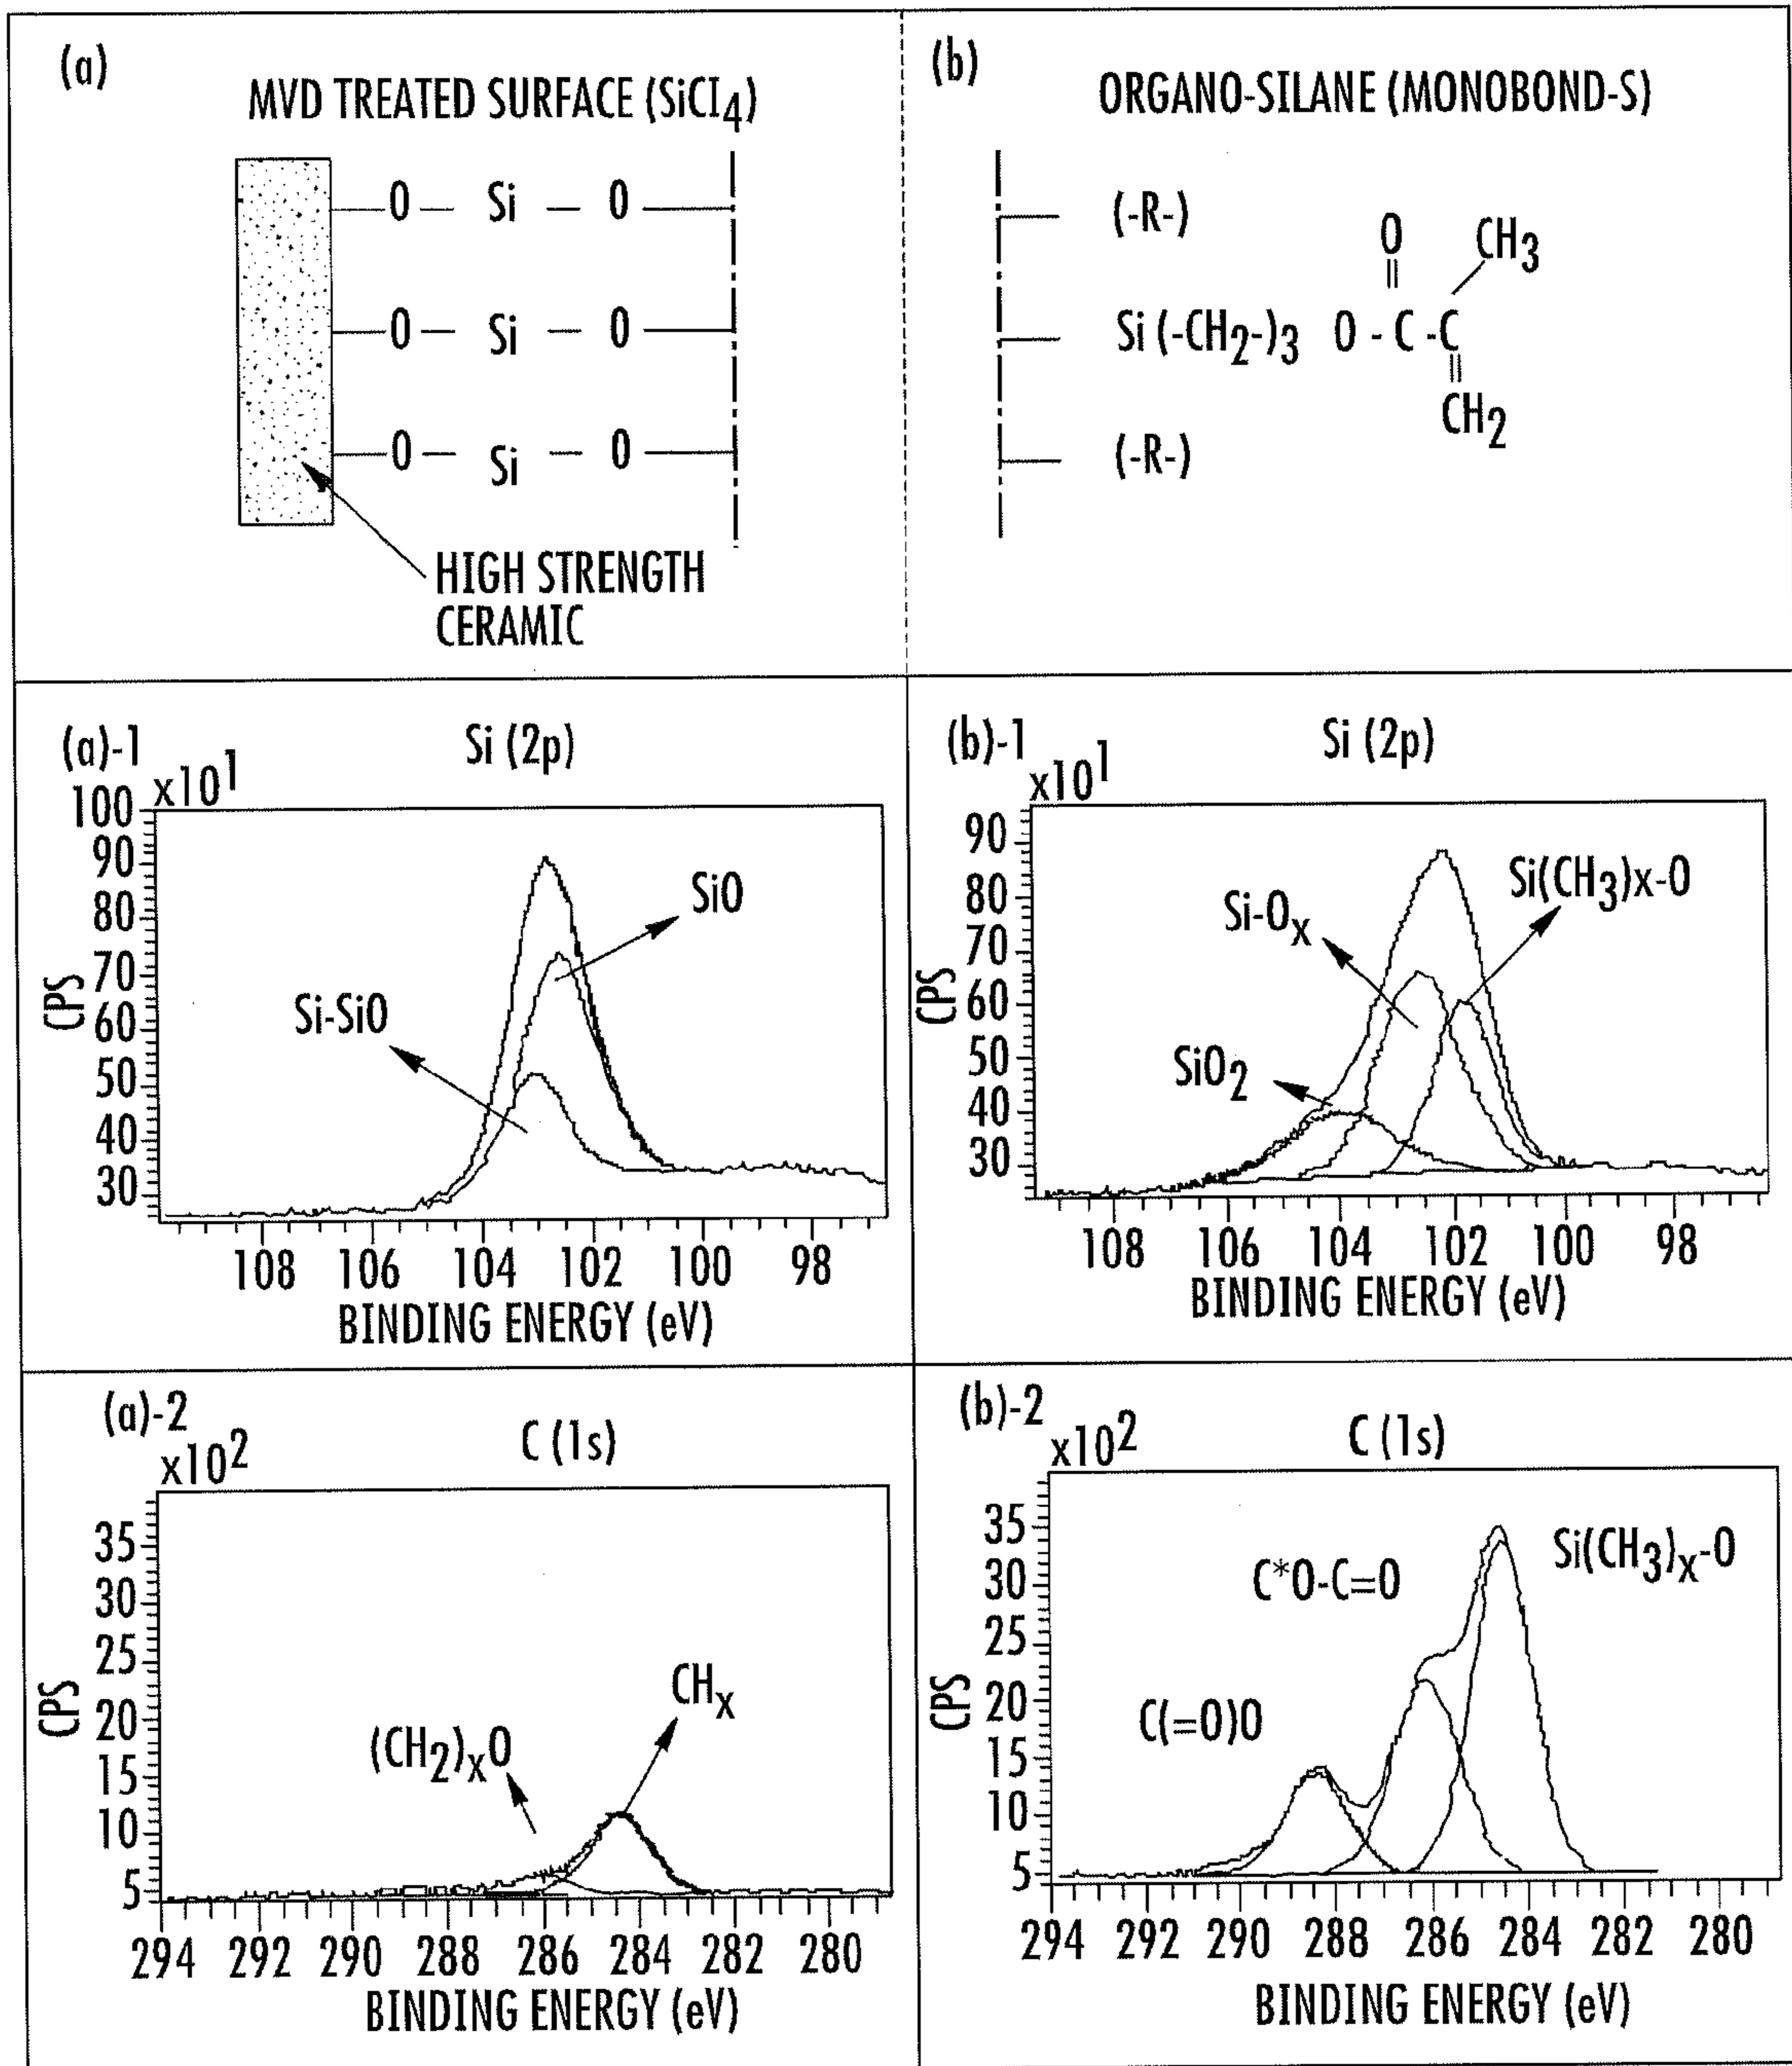 (a)
MVD TREATED SURFACE (SiCl4)
O — Si — O
O — Si — O
O — Si — O
HIGH STRENGTH
CERAMIC
(b)
ORGANO-SILANE (MONOBOND-S)
(-R-)
O
CH3
Si (-CH2-)3 O - C - C
CH2
(-R-)
(a)-1
Si (2p)
x10^1
100
90
80
70
60
50
40
30
CPS
SiO
Si-SiO
108 106 104 102 100 98
BINDING ENERGY (eV)
(b)-1
Si (2p)
x10^1
90
80
70
60
50
40
30
CPS
Si(CH3)x-O
Si-Ox
SiO2
108 106 104 102 100 98
BINDING ENERGY (eV)
(a)-2
C (1s)
x10^2
35
30
25
20
15
10
5
CPS
CHx
(CH2)xO
294 292 290 288 286 284 282 280
BINDING ENERGY (eV)
(b)-2
C (1s)
x10^2
35
30
25
20
15
10
5
CPS
Si(CH3)x-O
C*O-C=O
C(=O)O
294 292 290 288 286 284 282 280
BINDING ENERGY (eV)